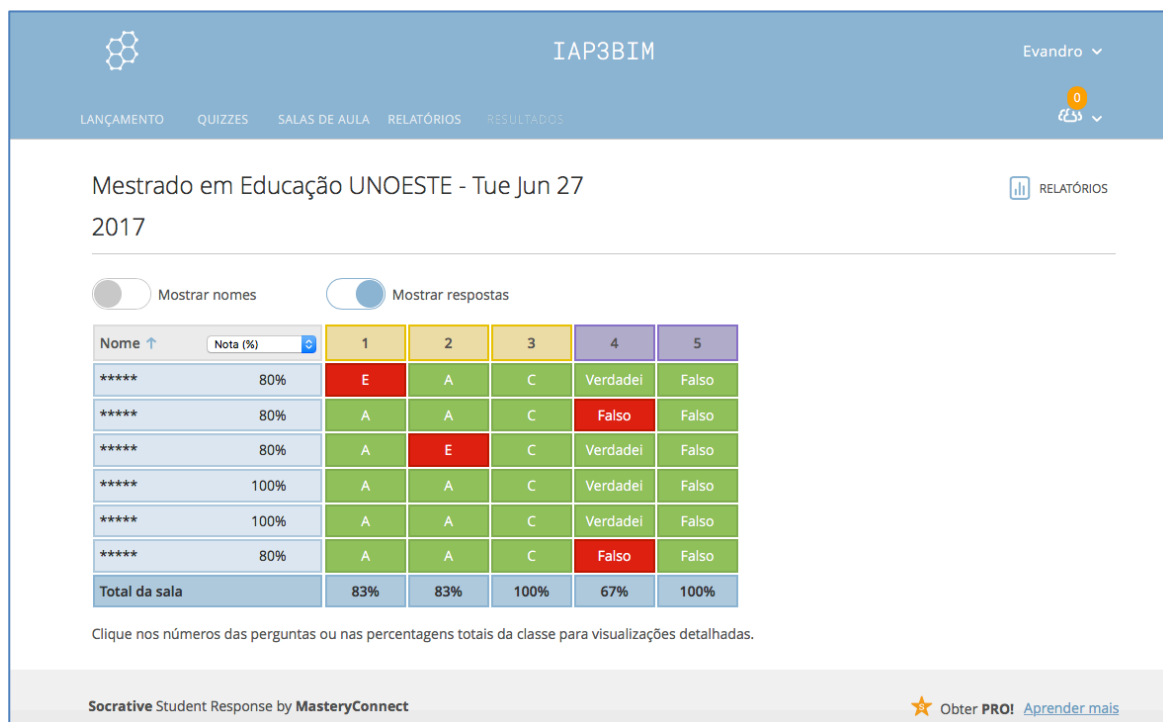 IAP3BIM
Evandro
0
LANÇAMENTO QUIZZES SALAS DE AULA RELATÓRIOS RESULTADOS
Mestrado em Educação UNOESTE - Tue Jun 27
2017
RELATÓRIOS
Mostrar nomes Mostrar respostas
Nome ↑ Nota (%) 1 2 3 4 5
***** 80% E A C Verdadei Falso
***** 80% A A C Falso Falso
***** 80% A E C Verdadei Falso
***** 100% A A C Verdadei Falso
***** 100% A A C Verdadei Falso
***** 80% A A C Falso Falso
Total da sala 83% 83% 100% 67% 100%
Clique nos números das perguntas ou nas percentagens totais da classe para visualizações detalhadas.
Socrative Student Response by MasteryConnect
Obter PRO! Aprender mais